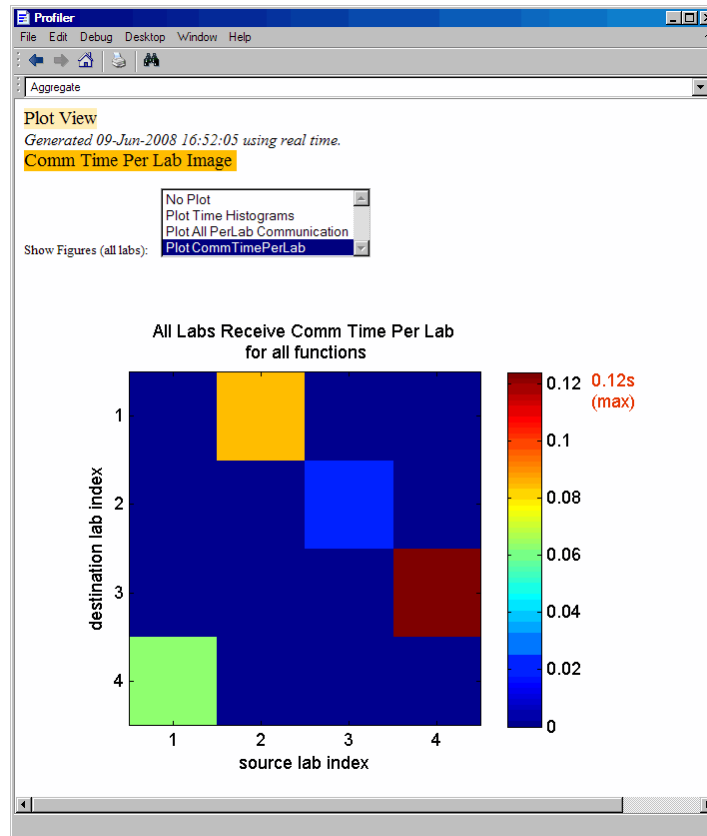 Profiler
File Edit Debug Desktop Window Help
Aggregate
Plot View
Generated 09-Jun-2008 16:52:05 using real time.
Comm Time Per Lab Image
No Plot
Plot Time Histograms
Plot All PerLab Communication
Show Figures (all labs): Plot CommTimePerLab
All Labs Receive Comm Time Per Lab
for all functions
0.12 0.12s
(max)
1
0.1
0.08
2
destination lab index
0.06
3
0.04
0.02
4
0
1 2 3 4
source lab index